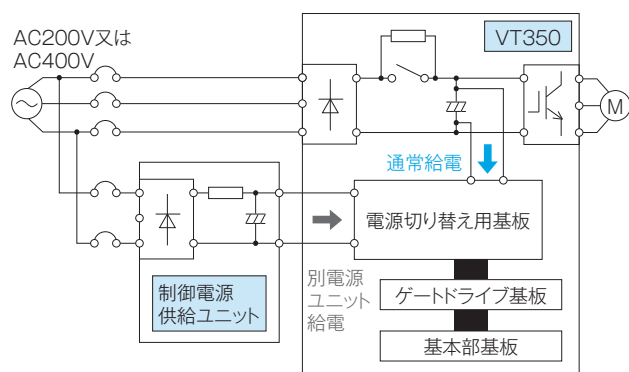 AC200V又は
AC400V
VT350
M
通常給電
電源切り替え用基板
制御電源
供給ユニット
別電源
ユニット
給電
ゲートドライブ基板
基本部基板